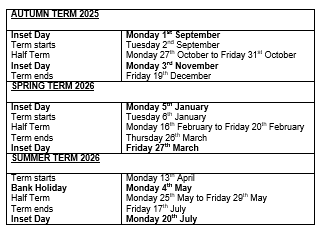 AUTUMN TERM 2025
Inset Day Monday 1st September
Term starts Tuesday 2nd September
Half Term Monday 27th October to Friday 31st October
Inset Day Monday 3rd November
Term ends Friday 19th December
SPRING TERM 2026
Inset Day Monday 5th January
Term starts Tuesday 6th January
Half Term Monday 16th February to Friday 20th February
Term ends Thursday 26th March
Inset Day Friday 27th March
SUMMER TERM 2026
Term starts Monday 13th April
Bank Holiday Monday 4th May
Half Term Monday 25th May to Friday 29th May
Term ends Friday 17th July
Inset Day Monday 20th July